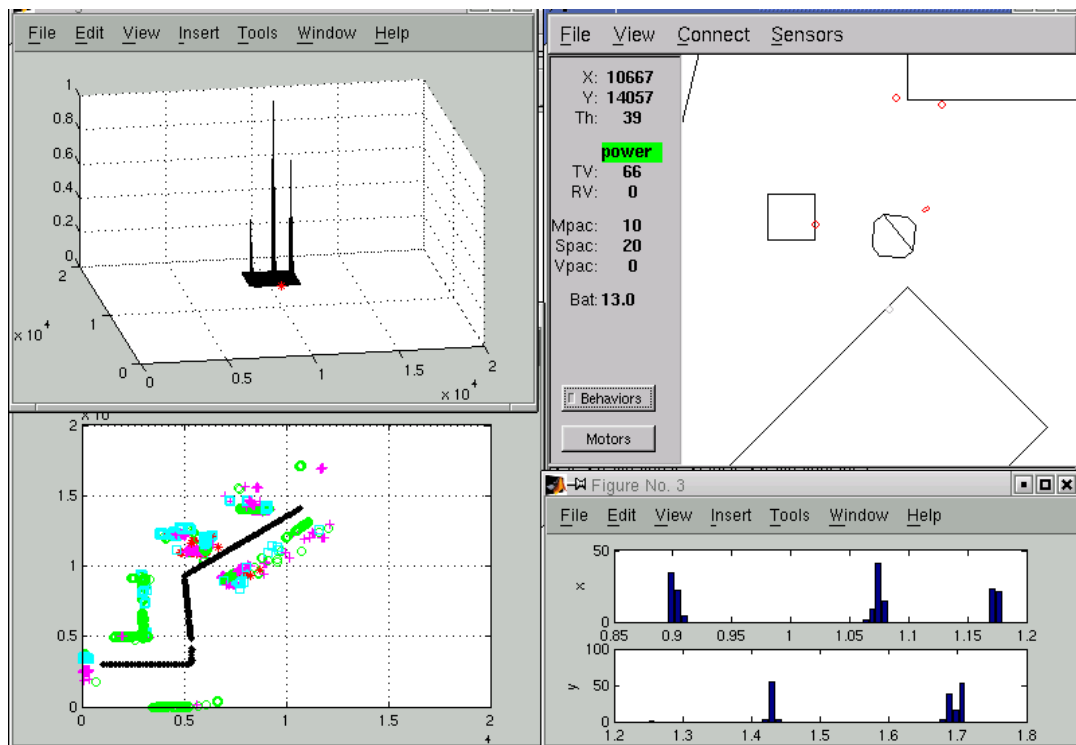 File Edit View Insert Tools Window Help
1
0.8
0.6
0.4
0.2
0
2
1
0
x 10^4
0
0.5
1
1.5
2
x 10^4
2
1.5
1
0.5
0
0
0.5
1
1.5
2
4
File View Connect Sensors
X: 10667
Y: 14057
Th: 39
power
TV: 66
RV: 0
Mpac: 10
Spac: 20
Vpac: 0
Bat: 13.0
Behaviors
Motors
Figure No. 3
File Edit View Insert Tools Window Help
50
x
0
0.85 0.9 0.95 1 1.05 1.1 1.15 1.2
100
y
50
0
1.2 1.3 1.4 1.5 1.6 1.7 1.8